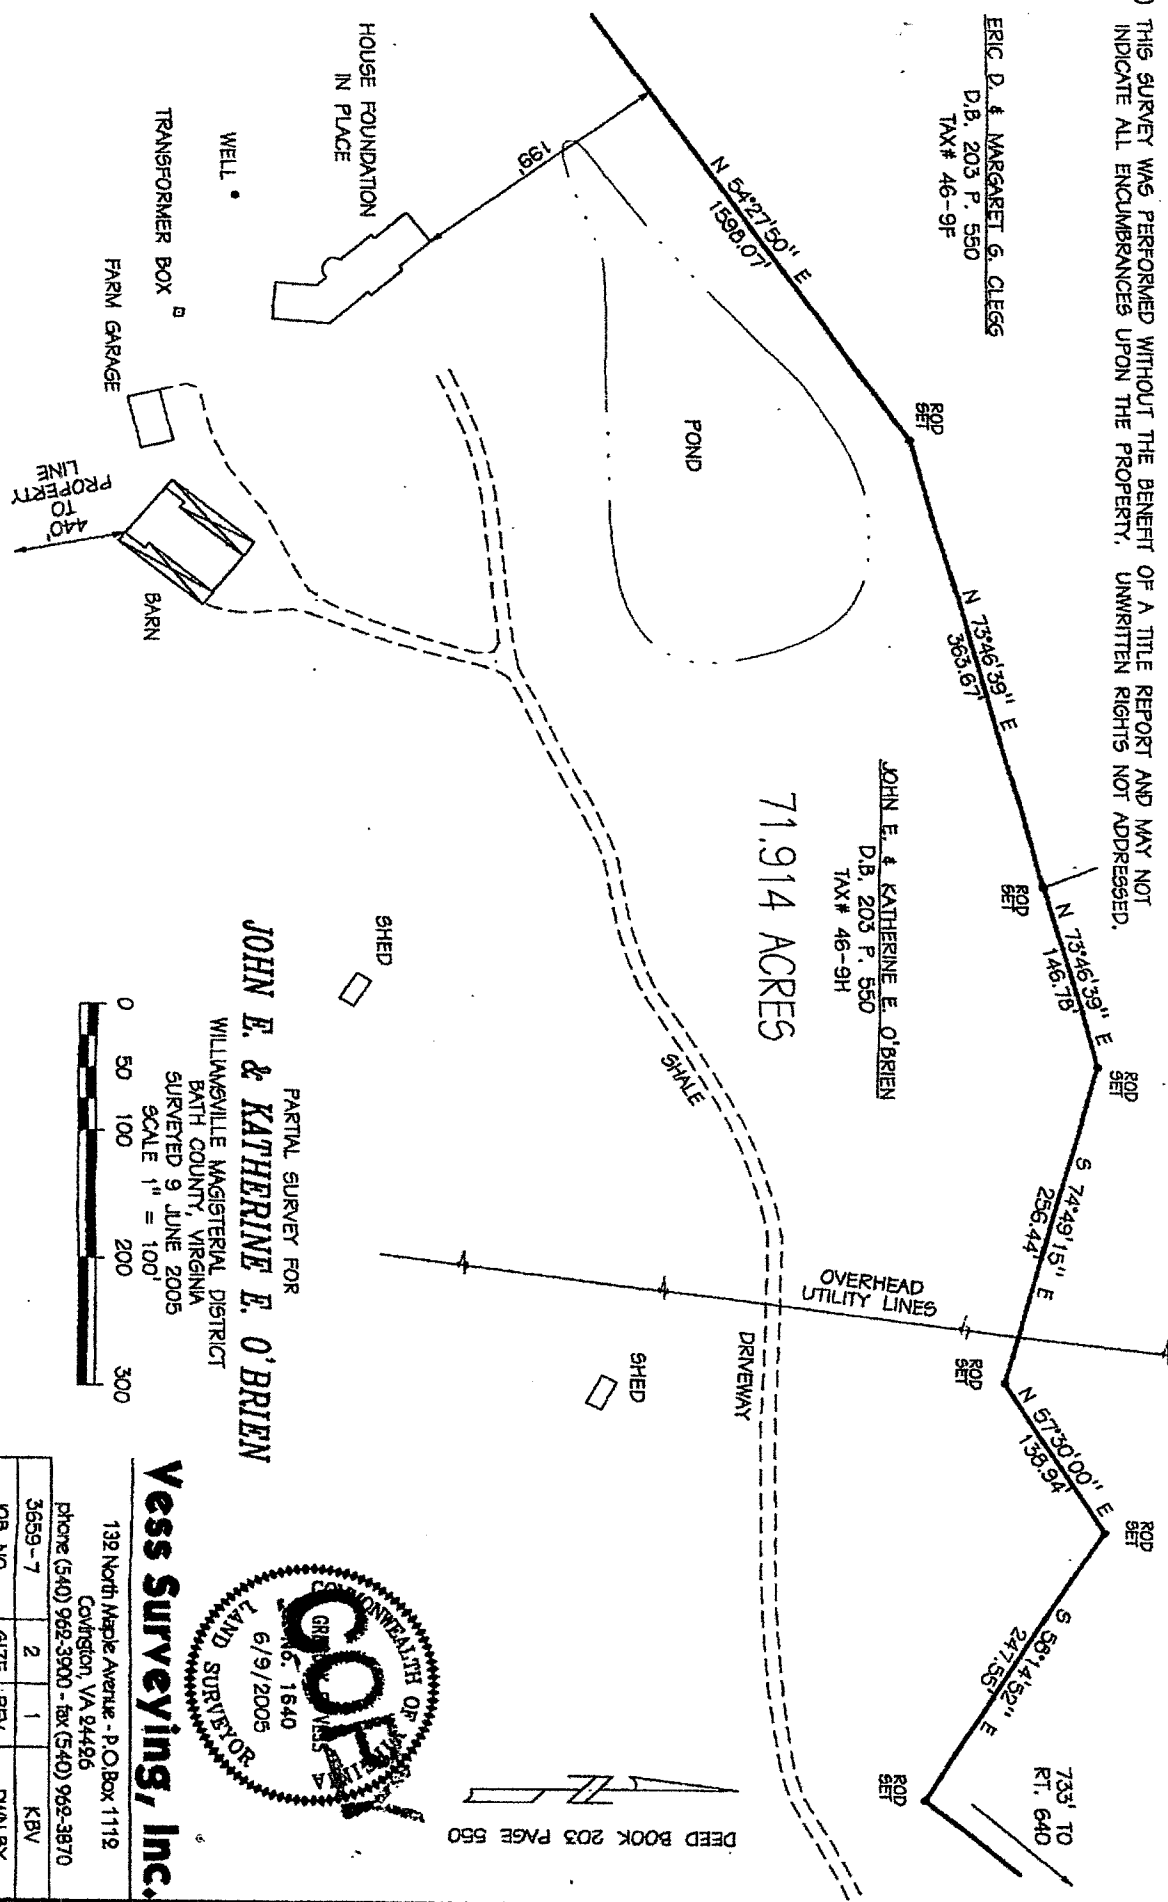 ) THIS SURVEY WAS PERFORMED WITHOUT THE BENEFIT OF A TITLE REPORT AND MAY NOT
INDICATE ALL ENCUMBRANCES UPON THE PROPERTY. UNWRITTEN RIGHTS NOT ADDRESSED.
ERIC D. & MARGARET G. CLEGG
D.B. 203 P. 550
TAX# 46-9F
N 54°27'50" E
1598.07'
ROD
SET
N 73°46'39" E
363.67'
ROD
SET
N 73°46'39" E
146.78'
ROD
SET
S 74°49'15" E
256.44'
ROD
SET
N 57°30'00" E
138.94'
ROD
SET
S 56°14'52" E
247.55'
ROD
SET
733' TO
RT. 640
JOHN E. & KATHERINE E. O'BRIEN
D.B. 203 P. 550
TAX# 46-9H
71.914 ACRES
199'
POND
HOUSE FOUNDATION
IN PLACE
WELL
TRANSFORMER BOX
FARM GARAGE
BARN
440'
TO
PROPERTY
LINE
SHALE
DRIVEWAY
OVERHEAD
UTILITY LINES
SHED
SHED
PARTIAL SURVEY FOR
JOHN E. & KATHERINE E. O'BRIEN
WILLIAMSVILLE MAGISTERIAL DISTRICT
BATH COUNTY, VIRGINIA
SURVEYED 9 JUNE 2005
SCALE 1" = 100'
0 50 100 200 300
DEED BOOK 203 PAGE 550
COMMONWEALTH OF VIRGINIA
No. 1640
6/9/2005
LAND SURVEYOR
Vess Surveying, Inc.
132 North Maple Avenue - P.O.Box 1112
Covington, VA 24426
phone (540) 962-3900 - fax (540) 962-3870
3659-7 2 1 KBV
JOB NO SIZE REV DWN BY